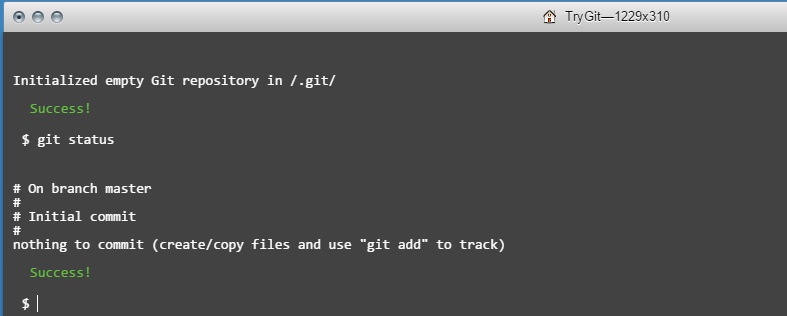 TryGit—1229x310
Initialized empty Git repository in /.git/
Success!
$ git status
# On branch master
#
# Initial commit
#
nothing to commit (create/copy files and use "git add" to track)
Success!
$